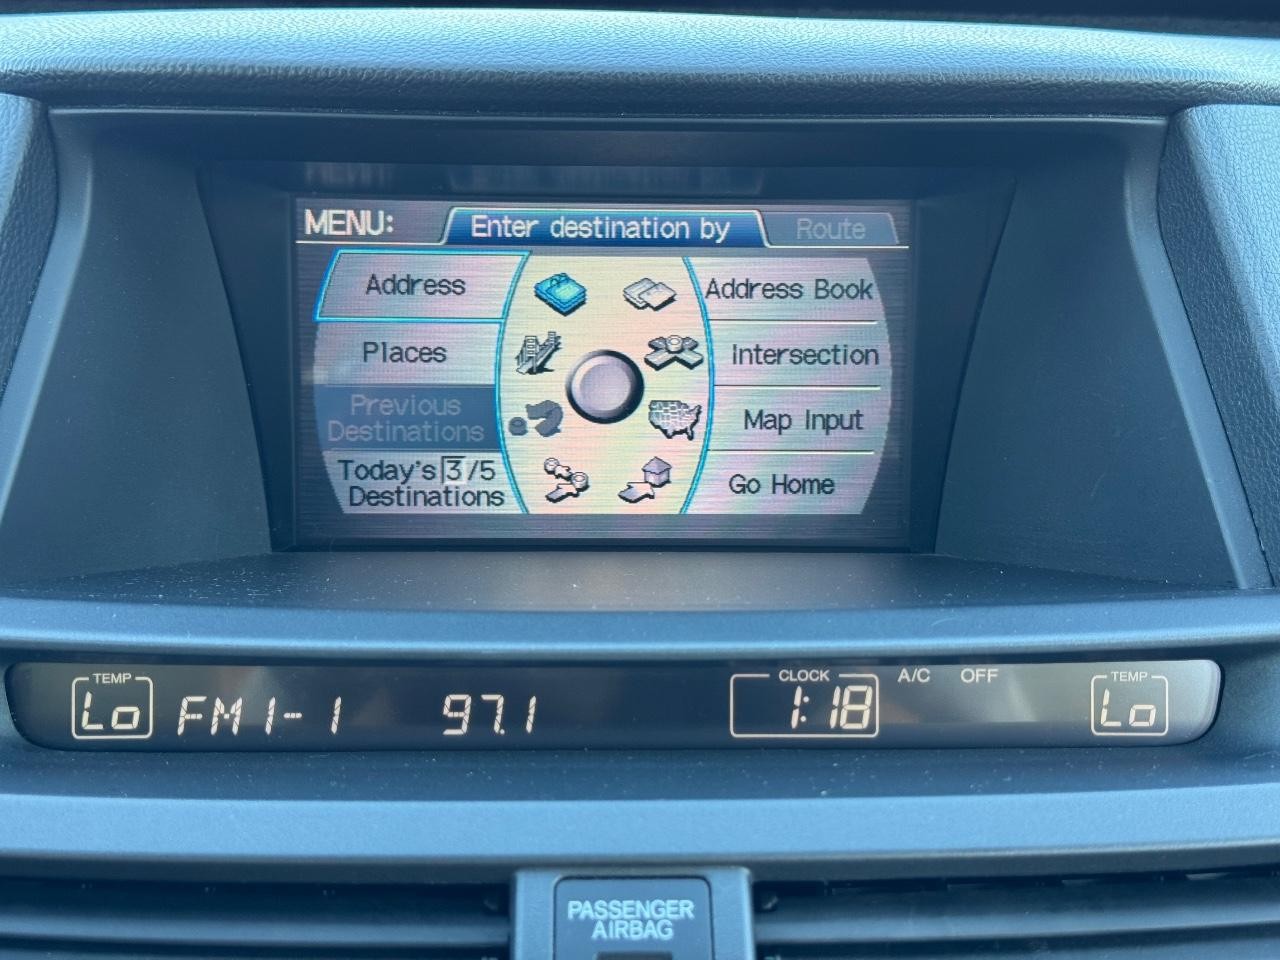 MENU: Enter destination by Route
Address
Address Book
Places
Intersection
Previous
Destinations
Map Input
Today's 3/5
Destinations
Go Home
TEMP
Lo
FM1-1 97.1
CLOCK
1:18
A/C OFF
TEMP
Lo
PASSENGER
AIRBAG